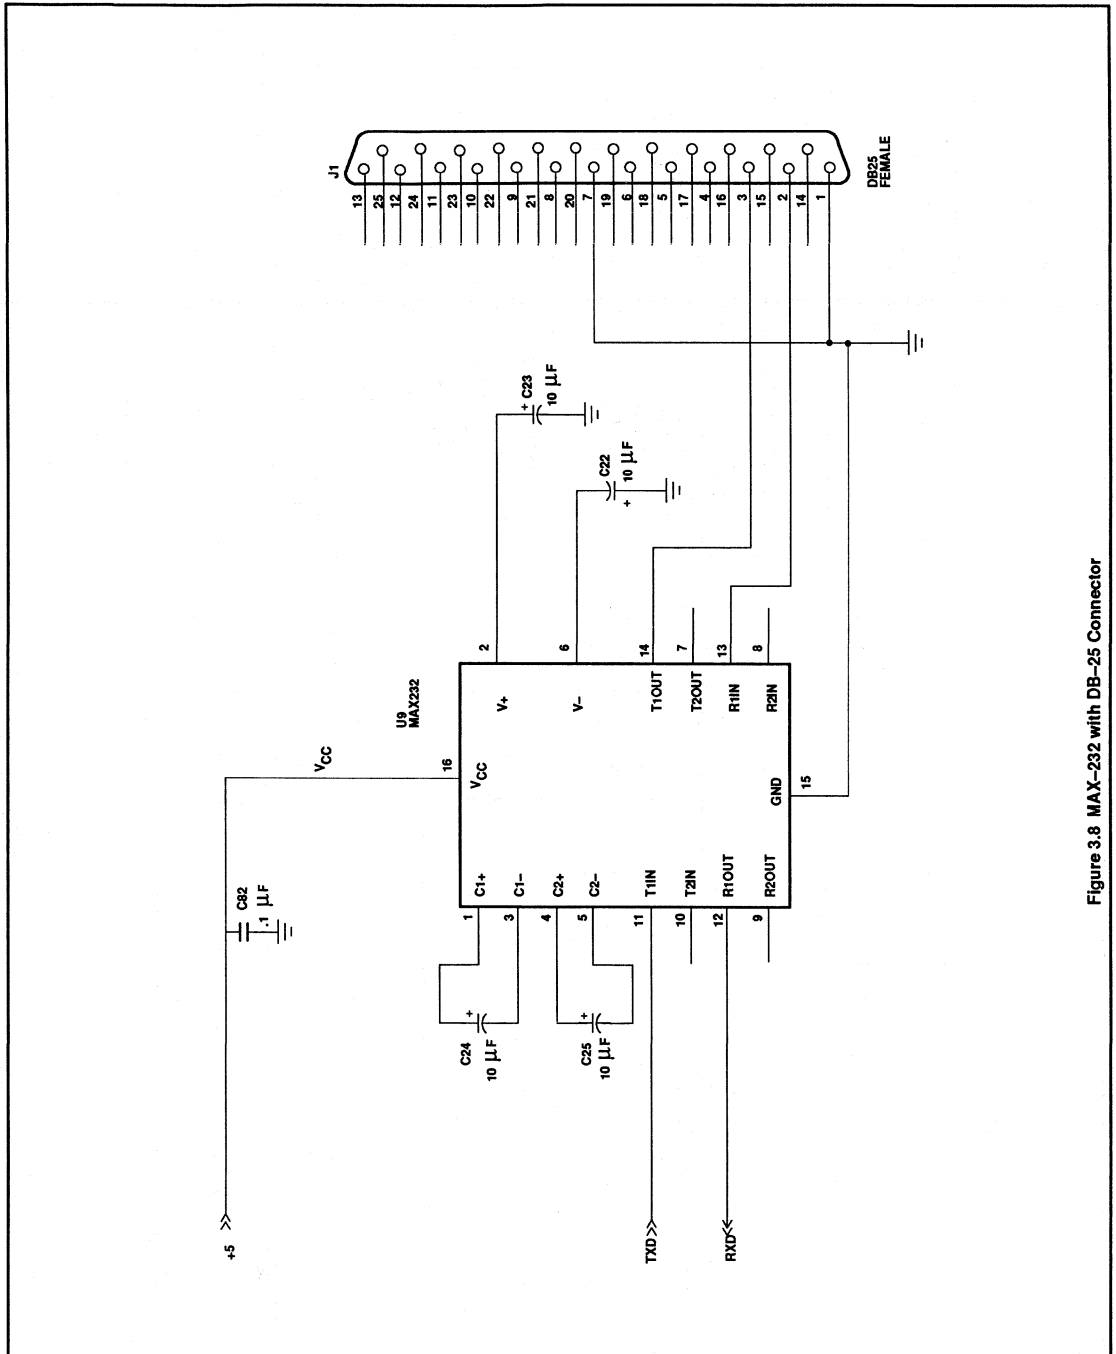 J1
13
25
12
24
11
23
10
22
9
21
8
20
7
19
6
18
5
17
4
16
3
15
2
14
1
DB25
FEMALE
+ C23
10 µF
C22
10 µF
+
U9
MAX232
2
6
14
7
13
8
V+
V–
T1OUT
T2OUT
R1IN
R2IN
VCC
16
VCC
GND
15
C1+
C1–
C2+
C2–
T1IN
T2IN
R1OUT
R2OUT
1
3
4
5
11
10
12
9
C82
.1 µF
+
C24
10 µF
+
C25
10 µF
+5
TXD
RXD
Figure 3.8 MAX–232 with DB–25 Connector